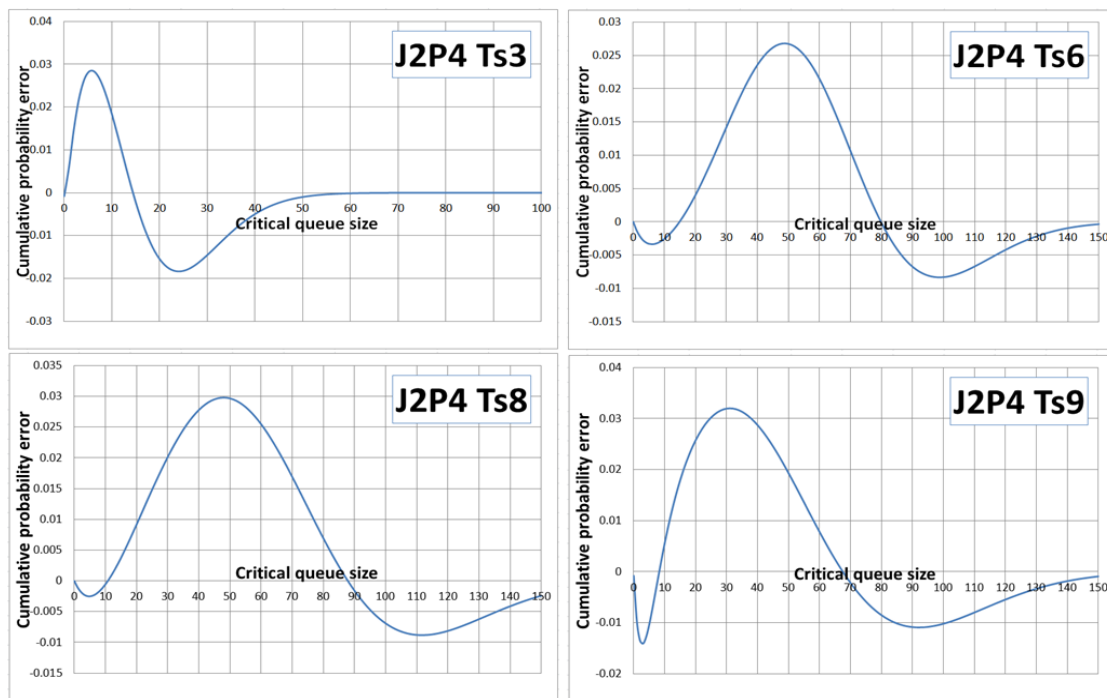 J2P4 Ts3
Cumulative probability error
0.04
0.03
0.02
0.01
0
-0.01
-0.02
-0.03
0 10 20 30 40 50 60 70 80 90 100
Critical queue size
J2P4 Ts6
Cumulative probability error
0.03
0.025
0.02
0.015
0.01
0.005
0
-0.005
-0.01
-0.015
0 10 20 30 40 50 60 70 80 90 100 110 120 130 140 150
Critical queue size
J2P4 Ts8
Cumulative probability error
0.035
0.03
0.025
0.02
0.015
0.01
0.005
0
-0.005
-0.01
-0.015
0 10 20 30 40 50 60 70 80 90 100 110 120 130 140 150
Critical queue size
J2P4 Ts9
Cumulative probability error
0.04
0.03
0.02
0.01
0
-0.01
-0.02
0 10 20 30 40 50 60 70 80 90 100 110 120 130 140 150
Critical queue size